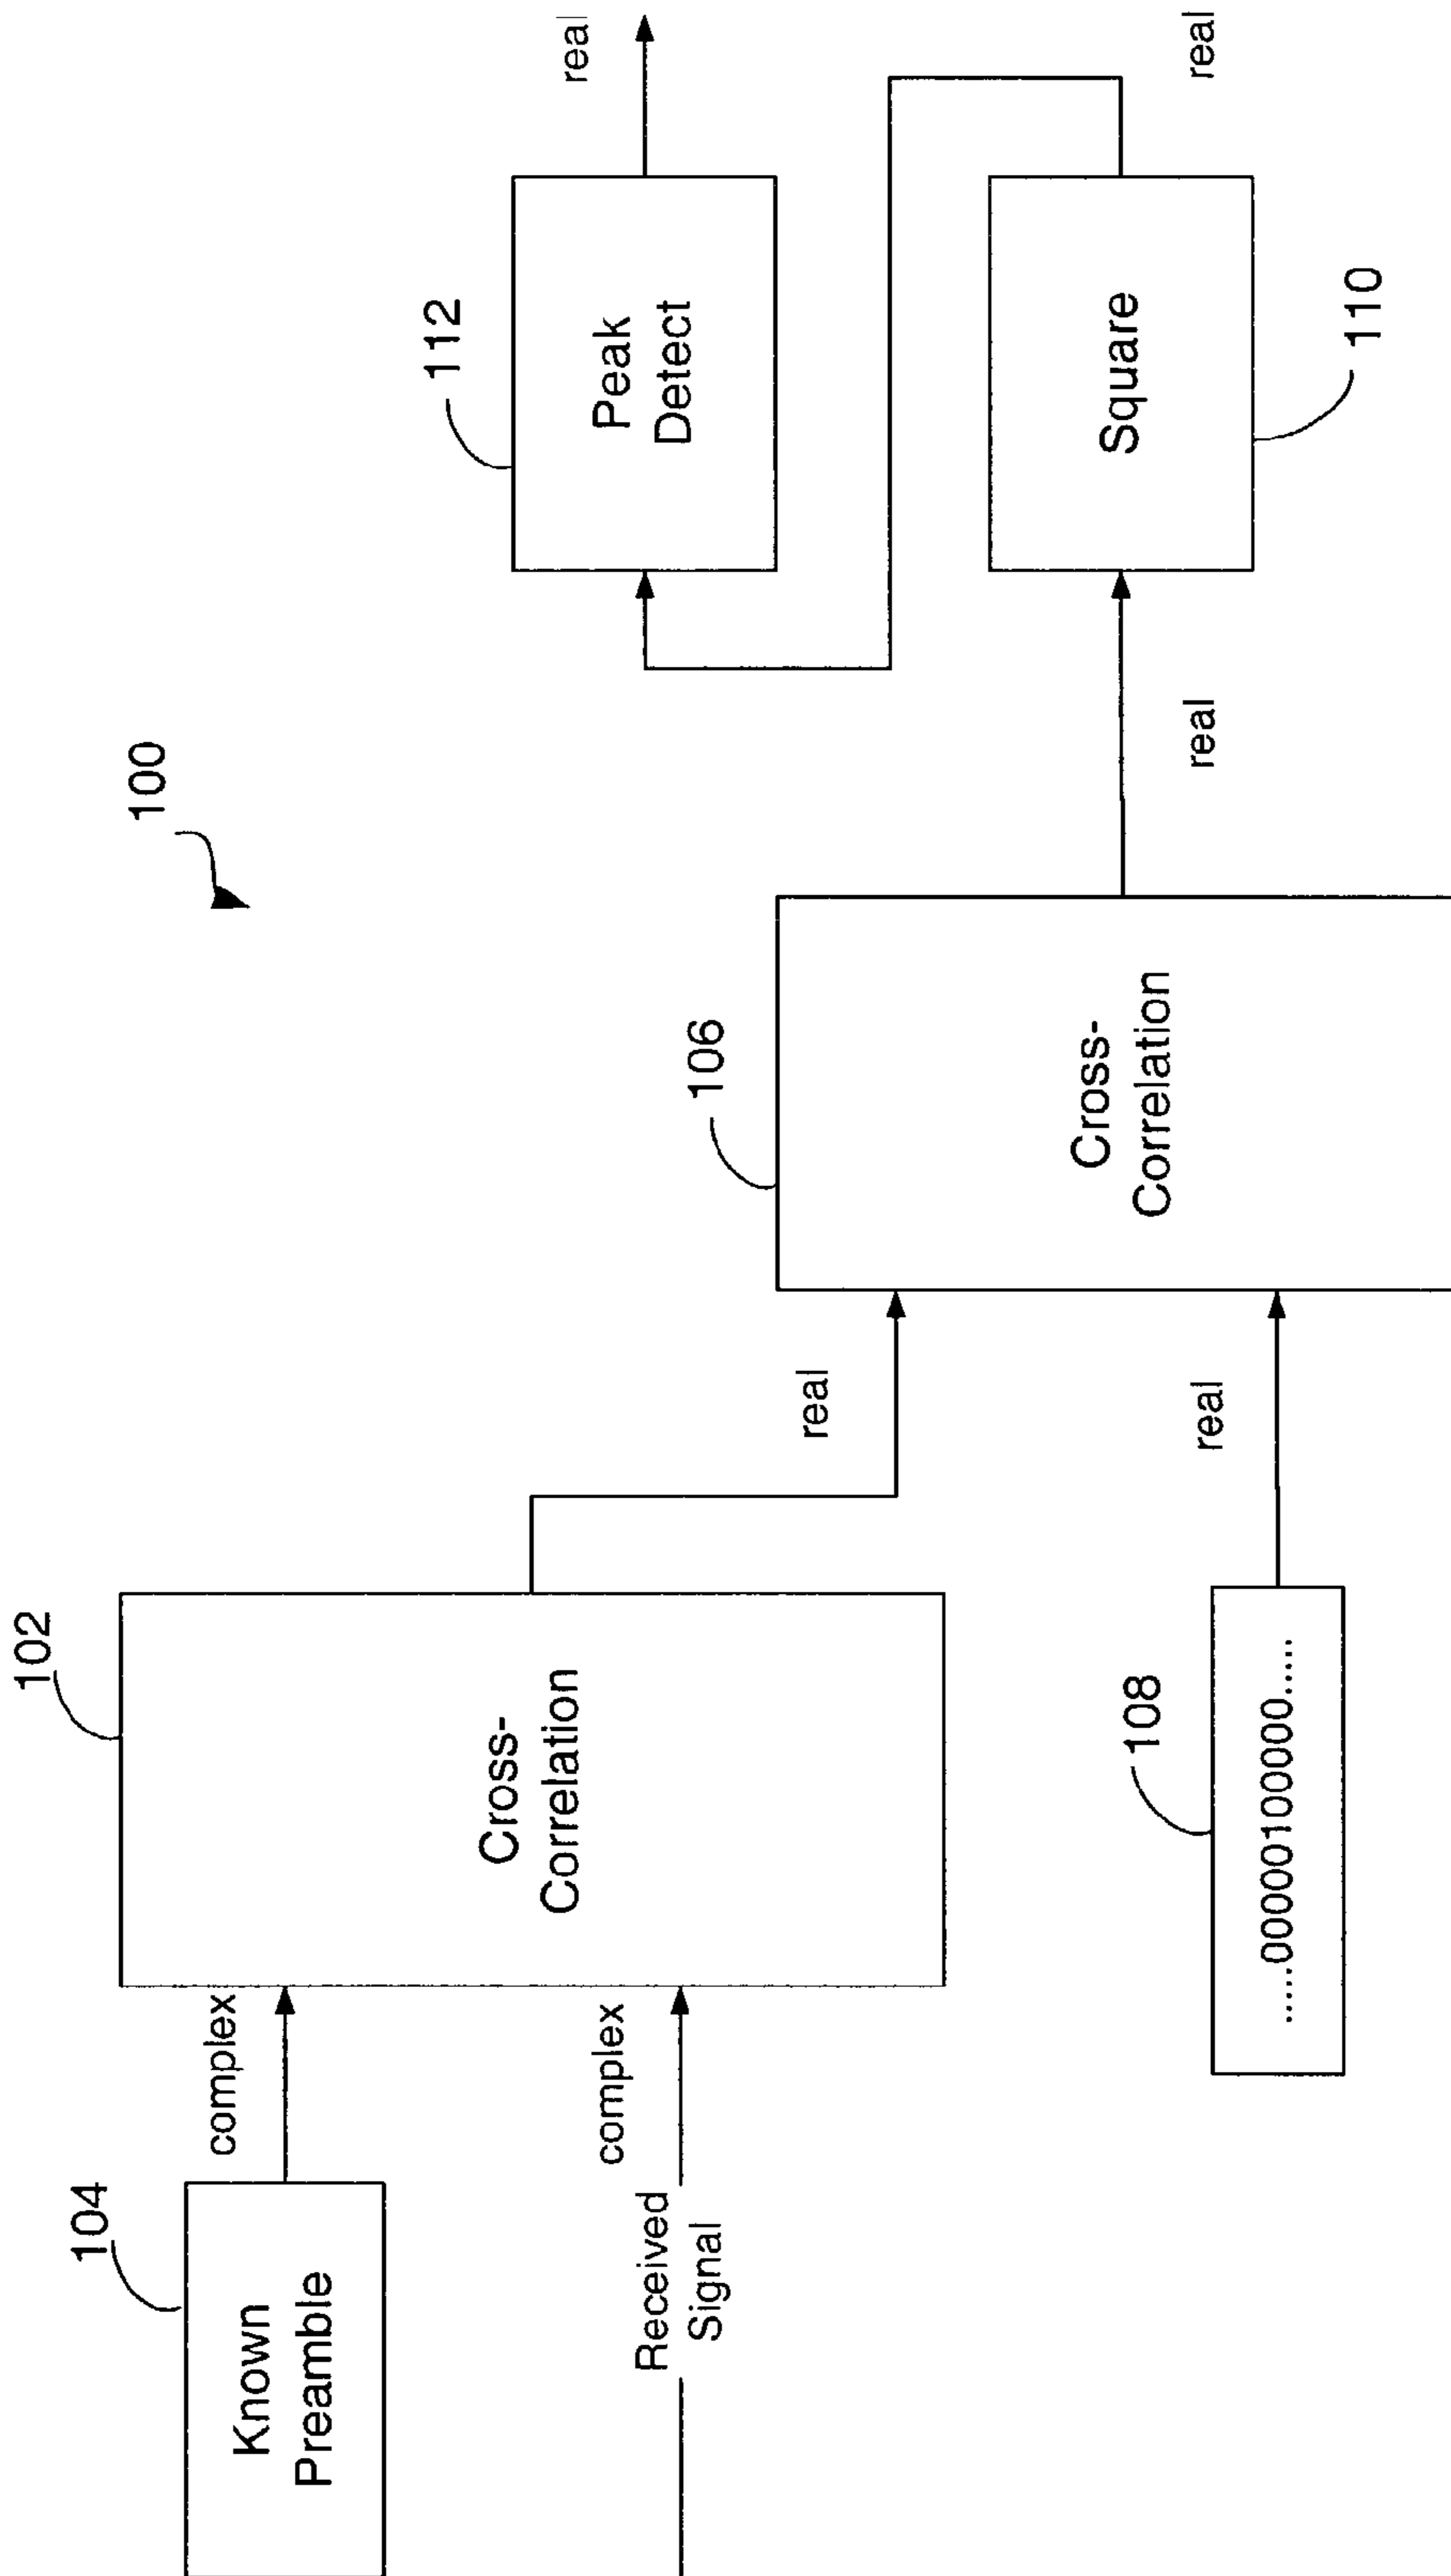 102
104
100
complex
Known
Preamble
Cross-
Correlation
112
real
Peak
Detect
complex
Received
Signal
106
real
Cross-
Correlation
Square
108
real
real
real
.....00000100000.....
110